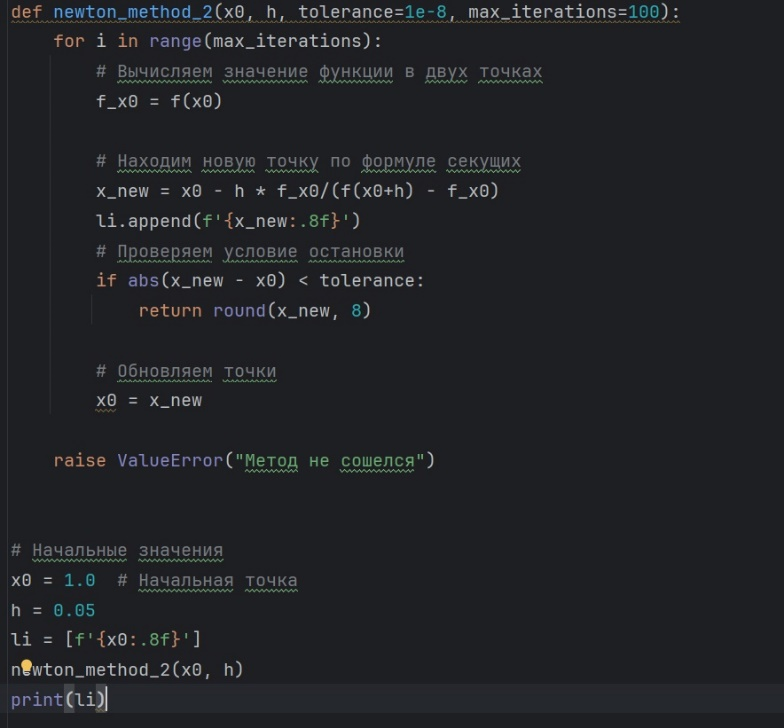 def newton_method_2(x0, h, tolerance=1e-8, max_iterations=100):
    for i in range(max_iterations):
        # Вычисляем значение функции в двух точках
        f_x0 = f(x0)

        # Находим новую точку по формуле секущих
        x_new = x0 - h * f_x0/(f(x0+h) - f_x0)
        li.append(f'{x_new:.8f}')
        # Проверяем условие остановки
        if abs(x_new - x0) < tolerance:
            return round(x_new, 8)

        # Обновляем точки
        x0 = x_new

    raise ValueError("Метод не сошелся")


# Начальные значения
x0 = 1.0  # Начальная точка
h = 0.05
li = [f'{x0:.8f}']
newton_method_2(x0, h)
print(li)